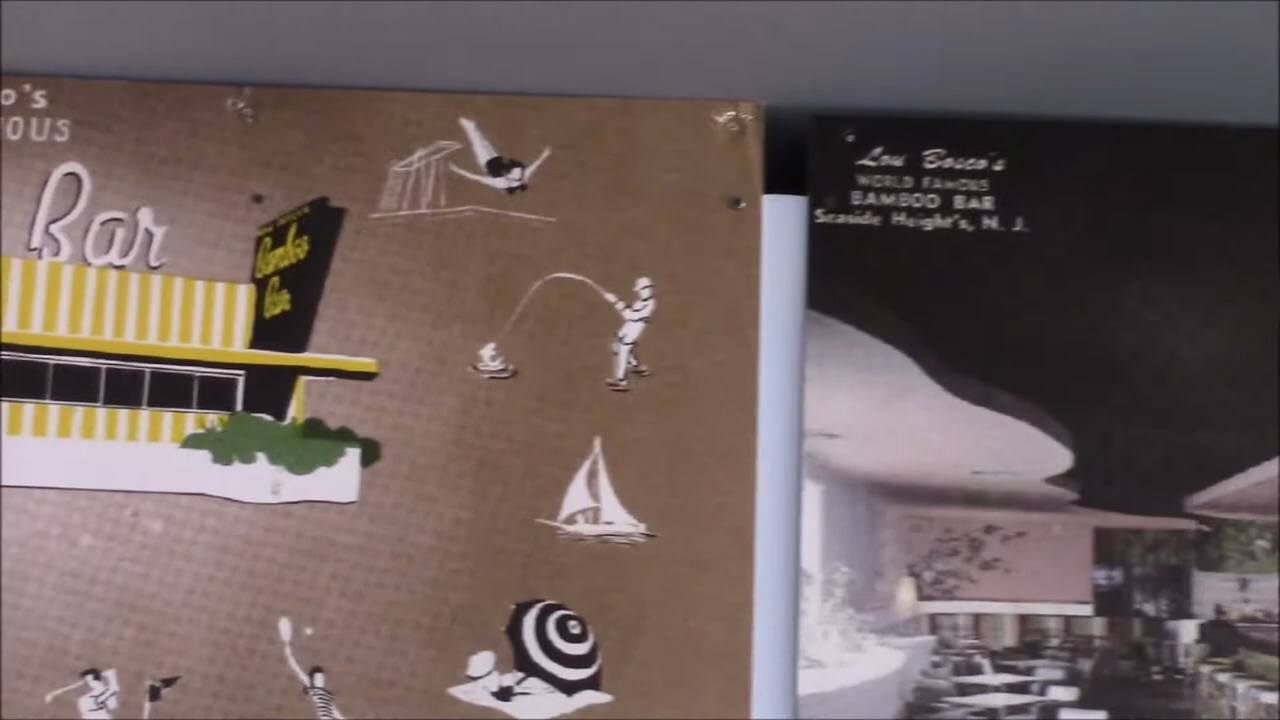 o's
OUS
Bar
Bamboo
Bar
Lou Bosco's
WORLD FAMOUS
BAMBOO BAR
Seaside Height's, N. J.